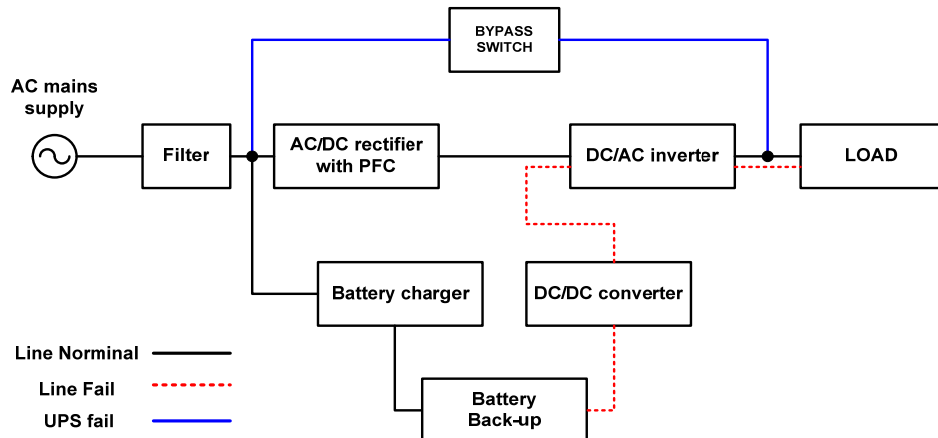 BYPASS
SWITCH
AC mains
supply
Filter
AC/DC rectifier
with PFC
DC/AC inverter
LOAD
Battery charger
DC/DC converter
Line Norminal
Line Fail
UPS fail
Battery
Back-up